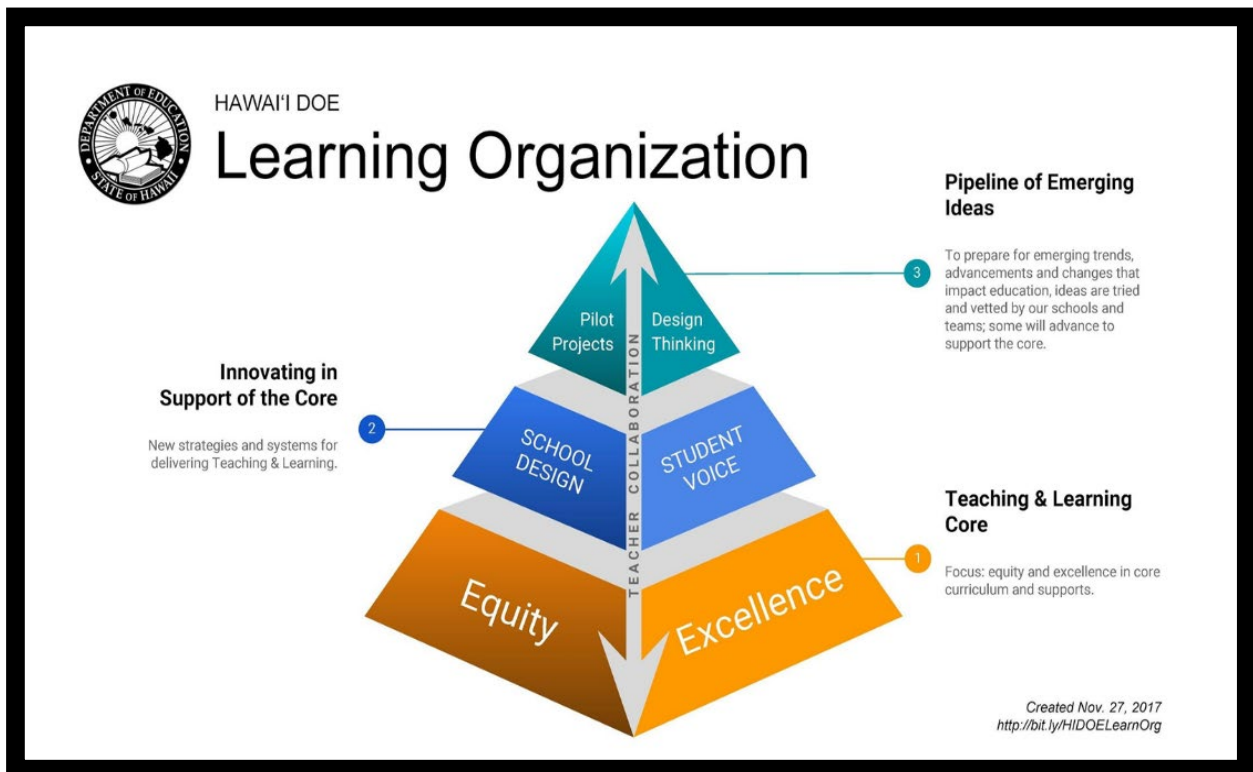 DEPARTMENT OF EDUCATION
STATE OF HAWAII
HAWAIʻI DOE
Learning Organization
Pipeline of Emerging
Ideas
3
To prepare for emerging trends,
advancements and changes that
impact education, ideas are tried
and vetted by our schools and
teams; some will advance to
support the core.
Pilot
Projects
Design
Thinking
Innovating in
Support of the Core
2
New strategies and systems for
delivering Teaching & Learning.
SCHOOL
DESIGN
STUDENT
VOICE
TEACHER COLLABORATION
Teaching & Learning
Core
1
Focus: equity and excellence in core
curriculum and supports.
Equity
Excellence
Created Nov. 27, 2017
http://bit.ly/HIDOELearnOrg